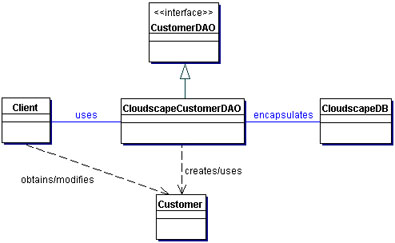 <<interface>>
CustomerDAO
Client
uses
CloudscapeCustomerDAO
encapsulates
CloudscapeDB
obtains/modifies
creates/uses
Customer